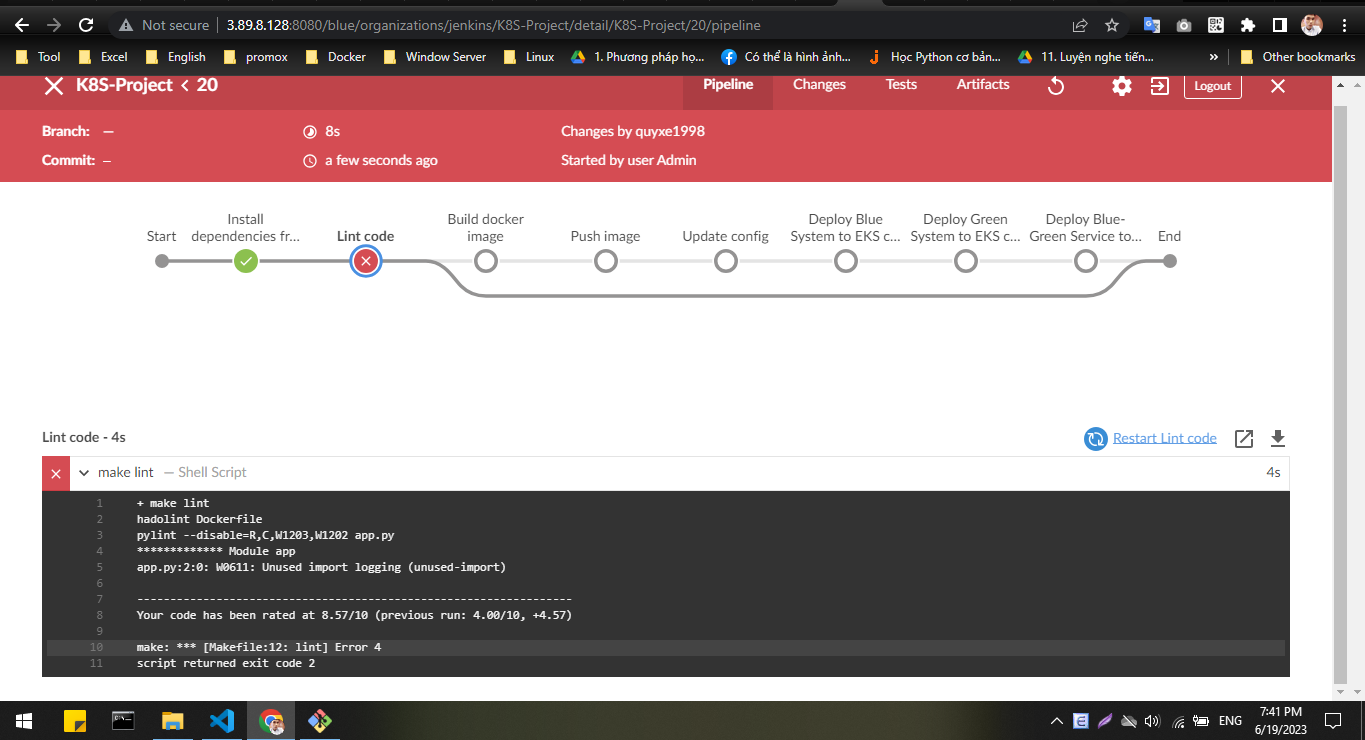 Not secure | 3.89.8.128:8080/blue/organizations/jenkins/K8S-Project/detail/K8S-Project/20/pipeline
Tool Excel English promox Docker Window Server Linux 1. Phương pháp họ... Có thể là hình ảnh... Học Python cơ bản... 11. Luyện nghe tiến... » Other bookmarks
K8S-Project < 20 Pipeline Changes Tests Artifacts Logout
Branch: — 8s Changes by quyxe1998
Commit: – a few seconds ago Started by user Admin
Install Build docker Deploy Blue Deploy Green Deploy Blue-
Start dependencies fr... Lint code image Push image Update config System to EKS c... System to EKS c... Green Service to... End
Lint code - 4s Restart Lint code
make lint — Shell Script 4s
1 + make lint
2 hadolint Dockerfile
3 pylint --disable=R,C,W1203,W1202 app.py
4 ************* Module app
5 app.py:2:0: W0611: Unused import logging (unused-import)
6
7 ------------------------------------------------------------------
8 Your code has been rated at 8.57/10 (previous run: 4.00/10, +4.57)
9
10 make: *** [Makefile:12: lint] Error 4
11 script returned exit code 2
ENG
7:41 PM
6/19/2023